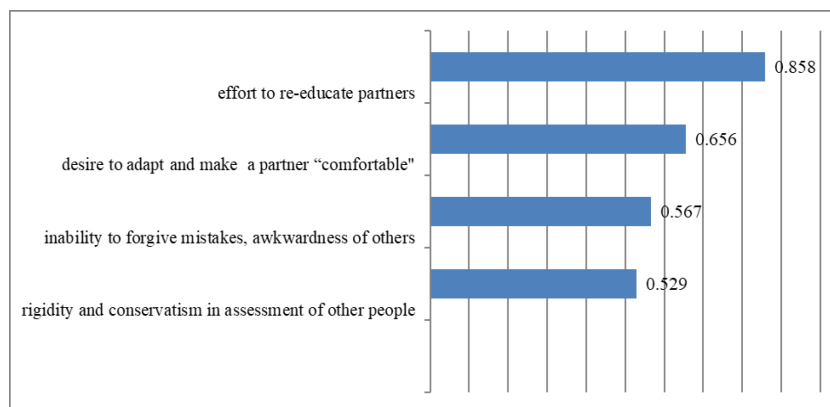 0.858
effort to re-educate partners
0.656
desire to adapt and make  a partner “comfortable"
0.567
inability to forgive mistakes, awkwardness of others
0.529
rigidity and conservatism in assessment of other people